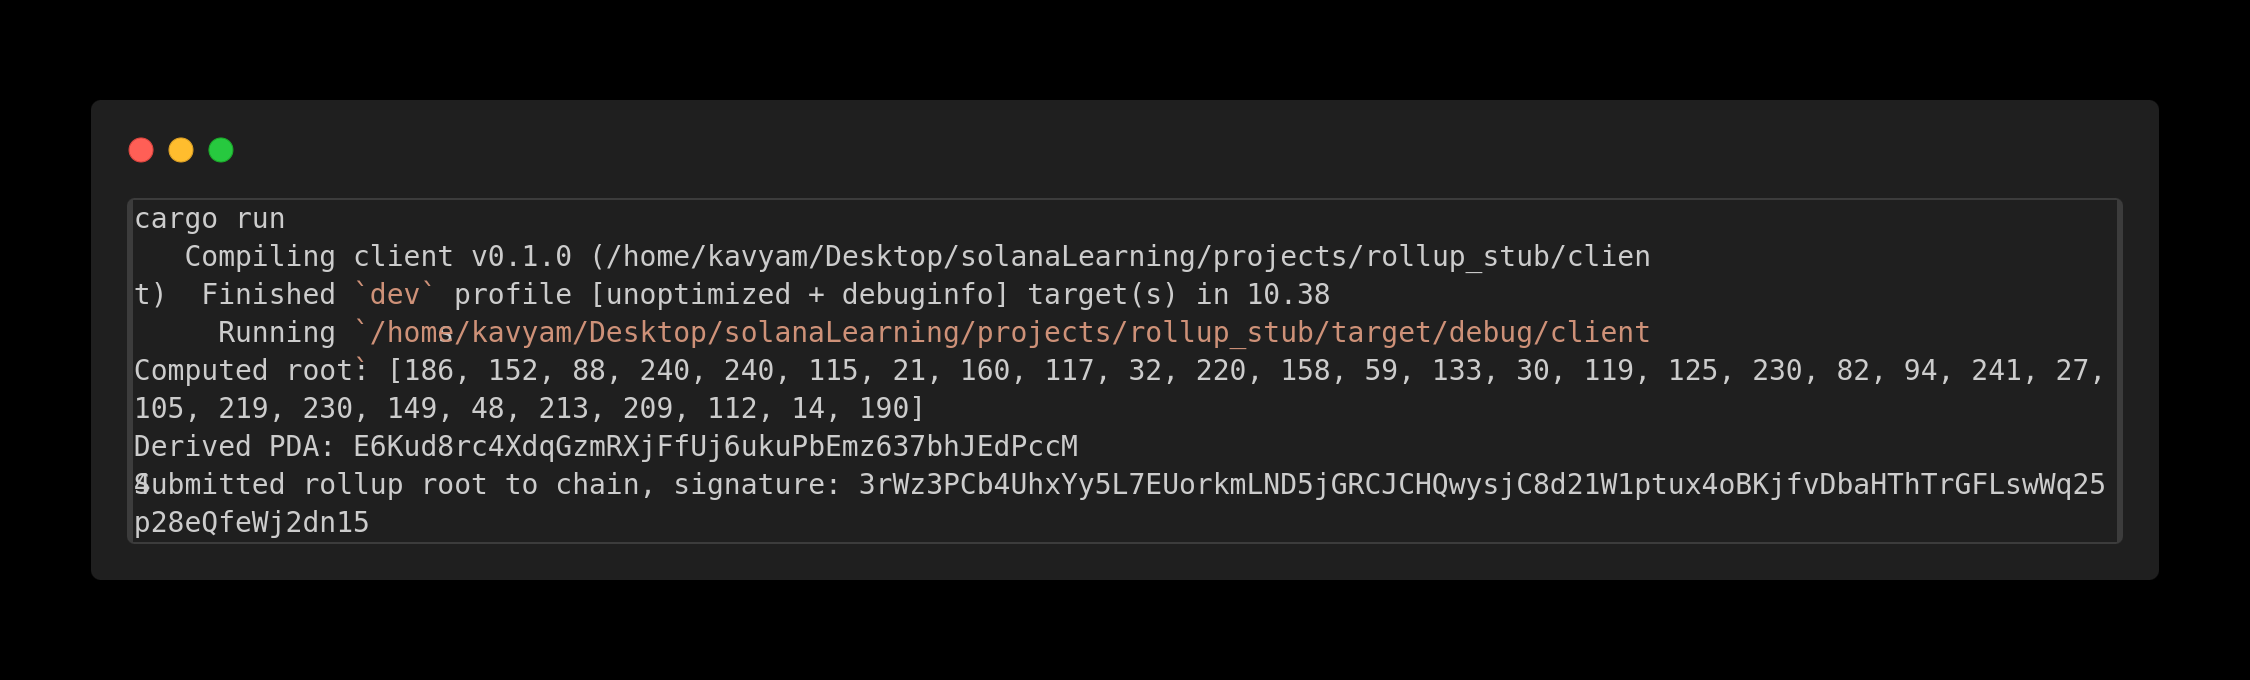 cargo run
Compiling client v0.1.0 (/home/kavyam/Desktop/solanaLearning/projects/rollup_stub/clien
t)  Finished `dev` profile [unoptimized + debuginfo] target(s) in 10.38
Running `/home/kavyam/Desktop/solanaLearning/projects/rollup_stub/target/debug/client
Computed root: [186, 152, 88, 240, 240, 115, 21, 160, 117, 32, 220, 158, 59, 133, 30, 119, 125, 230, 82, 94, 241, 27,
105, 219, 230, 149, 48, 213, 209, 112, 14, 190]
Derived PDA: E6Kud8rc4XdqGzmRXjFfUj6ukuPbEmz637bhJEdPccM
Submitted rollup root to chain, signature: 3rWz3PCb4UhxYy5L7EUorkmLND5jGRCJCHQwysjC8d21W1ptux4oBKjfvDbaHThTrGFLswWq25
p28eQfeWj2dn15